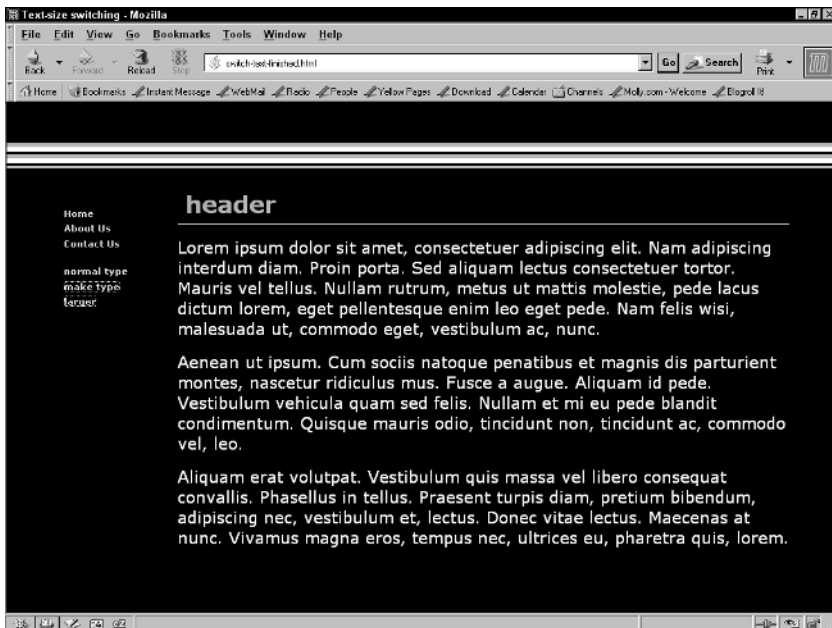 Text-size switching - Mozilla
File Edit View Go Bookmarks Tools Window Help
Back Forward Reload Stop switch-text-finished.html Go Search Print
Home Bookmarks Instant Message WebMail Radio People Yellow Pages Download Calendar Channels Molly.com - Welcome Blogroll It!
header
Home
About Us
Contact Us
normal type
make type
larger
Lorem ipsum dolor sit amet, consectetuer adipiscing elit. Nam adipiscing
interdum diam. Proin porta. Sed aliquam lectus consectetuer tortor.
Mauris vel tellus. Nullam rutrum, metus ut mattis molestie, pede lacus
dictum lorem, eget pellentesque enim leo eget pede. Nam felis wisi,
malesuada ut, commodo eget, vestibulum ac, nunc.
Aenean ut ipsum. Cum sociis natoque penatibus et magnis dis parturient
montes, nascetur ridiculus mus. Fusce a augue. Aliquam id pede.
Vestibulum vehicula quam sed felis. Nullam et mi eu pede blandit
condimentum. Quisque mauris odio, tincidunt non, tincidunt ac, commodo
vel, leo.
Aliquam erat volutpat. Vestibulum quis massa vel libero consequat
convallis. Phasellus in tellus. Praesent turpis diam, pretium bibendum,
adipiscing nec, vestibulum et, lectus. Donec vitae lectus. Maecenas at
nunc. Vivamus magna eros, tempus nec, ultrices eu, pharetra quis, lorem.